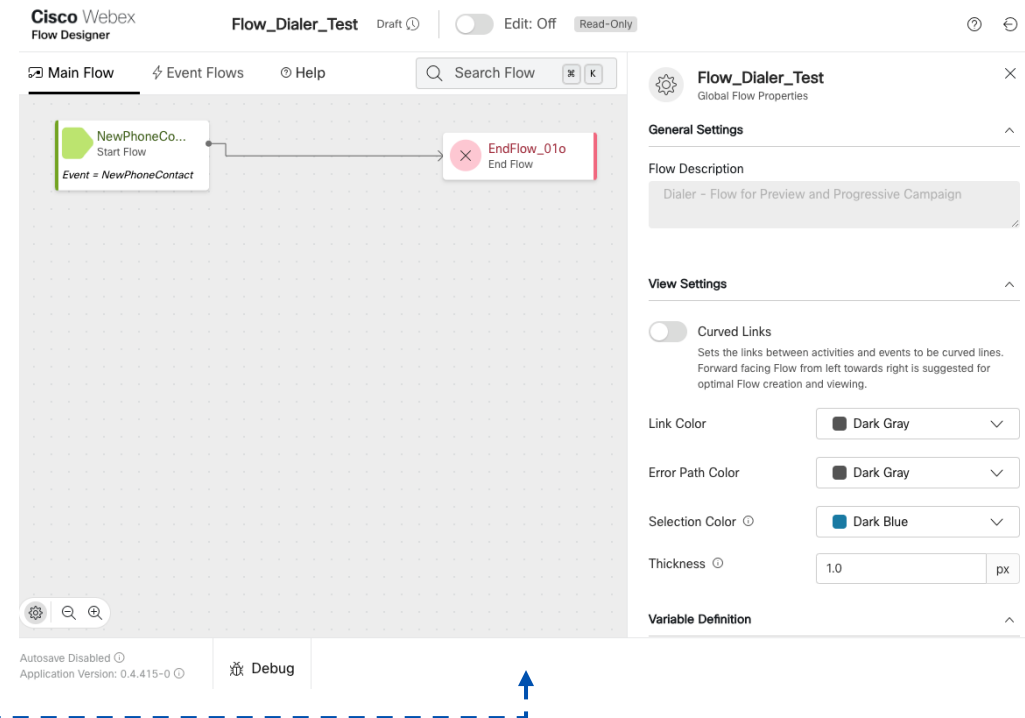 Cisco Webex
Flow Designer
Flow_Dialer_Test
Draft
Edit: Off
Read-Only
Main Flow
Event Flows
Help
Search Flow
⌘ K
NewPhoneCo...
Start Flow
Event = NewPhoneContact
EndFlow_01o
End Flow
Flow_Dialer_Test
Global Flow Properties
General Settings
Flow Description
Dialer - Flow for Preview and Progressive Campaign
View Settings
Curved Links
Sets the links between activities and events to be curved lines.
Forward facing Flow from left towards right is suggested for
optimal Flow creation and viewing.
Link Color
Dark Gray
Error Path Color
Dark Gray
Selection Color
Dark Blue
Thickness
1.0
px
Variable Definition
Autosave Disabled
Application Version: 0.4.415-0
Debug